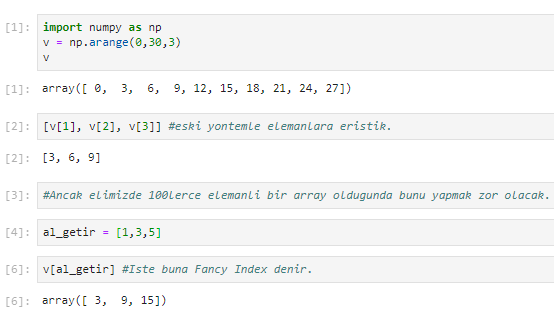 [1]: import numpy as np
v = np.arange(0,30,3)
v
[1]: array([ 0,  3,  6,  9, 12, 15, 18, 21, 24, 27])
[2]: [v[1], v[2], v[3]] #eski yontemle elemanlara eristik.
[2]: [3, 6, 9]
[3]: #Ancak elimizde 100lerce elemanli bir array oldugunda bunu yapmak zor olacak.
[4]: al_getir = [1,3,5]
[6]: v[al_getir] #Iste buna Fancy Index denir.
[6]: array([ 3,  9, 15])